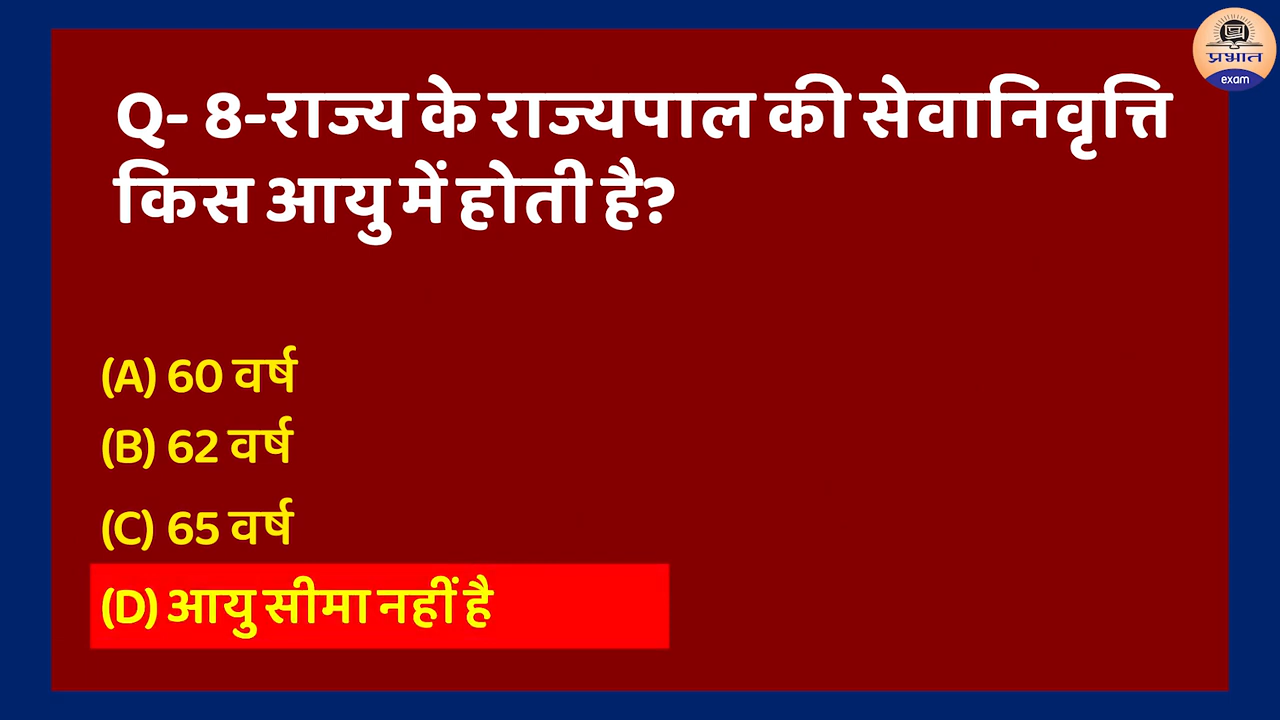 प्रभात
exam
Q- 8-राज्य के राज्यपाल की सेवानिवृत्ति
किस आयु में होती है?
(A) 60 वर्ष
(B) 62 वर्ष
(C) 65 वर्ष
(D) आयु सीमा नहीं है